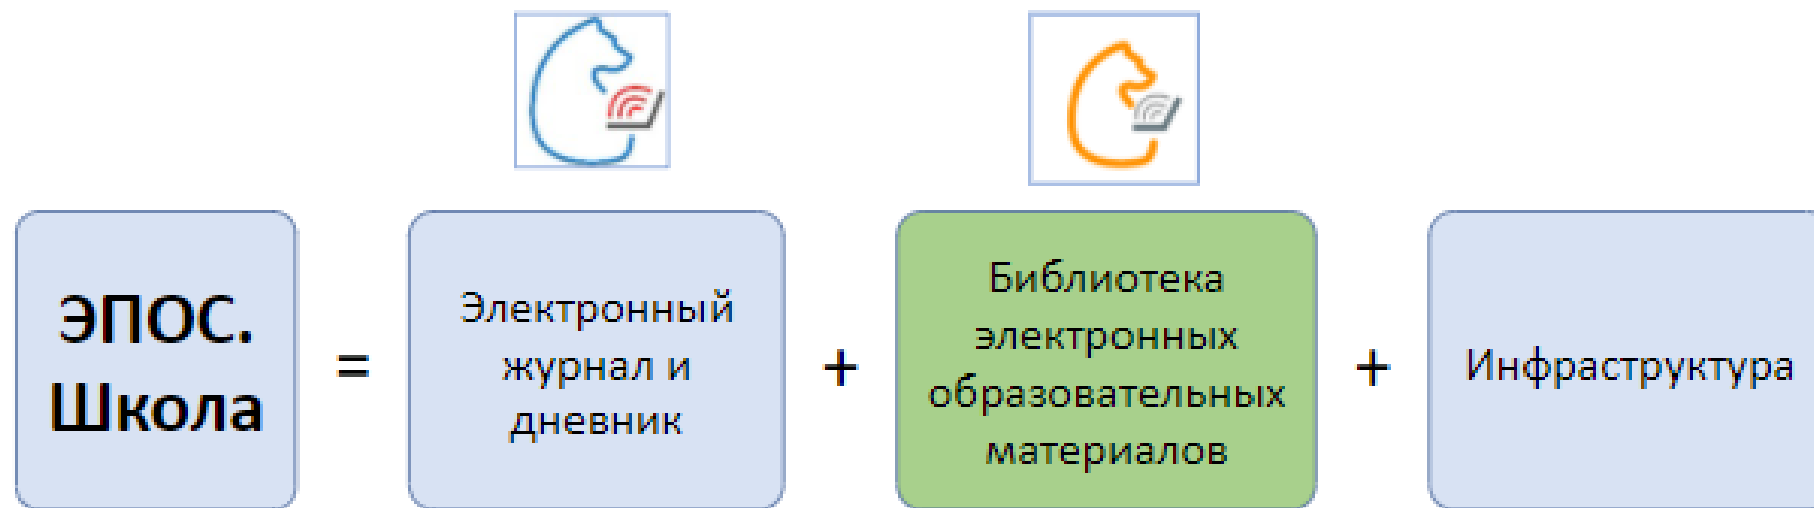 ЭПОС.
Школа
=
Электронный
журнал и
дневник
+
Библиотека
электронных
образовательных
материалов
+
Инфраструктура